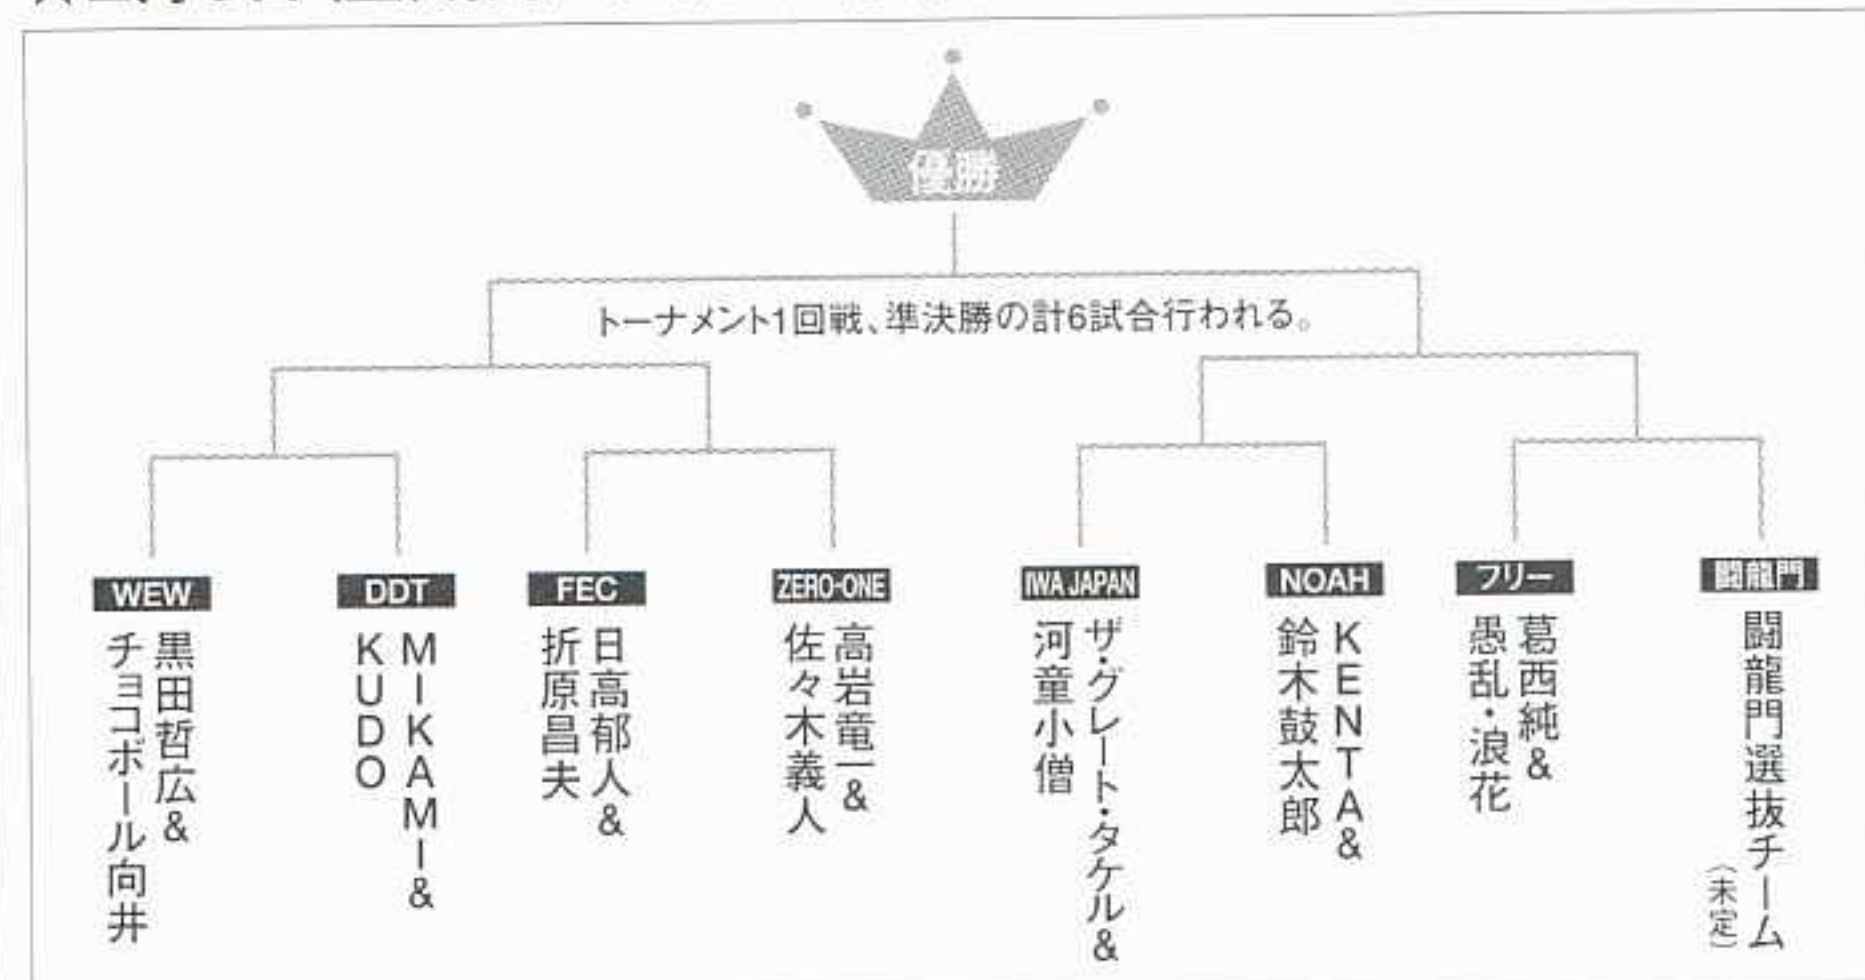 優勝
トーナメント1回戦、準決勝の計6試合行われる。
WEW
黒田哲広&
チョコボール向井
DDT
MIKAMI&
KUDO
FEC
日高郁人&
折原昌夫
ZERO-ONE
高岩竜一&
佐々木義人
IWA JAPAN
ザ・グレート・タケル&
河童小僧
NOAH
KENTA&
鈴木鼓太郎
フリー
葛西純&
愚乱・浪花
闘龍門
闘龍門選抜チーム
(未定)